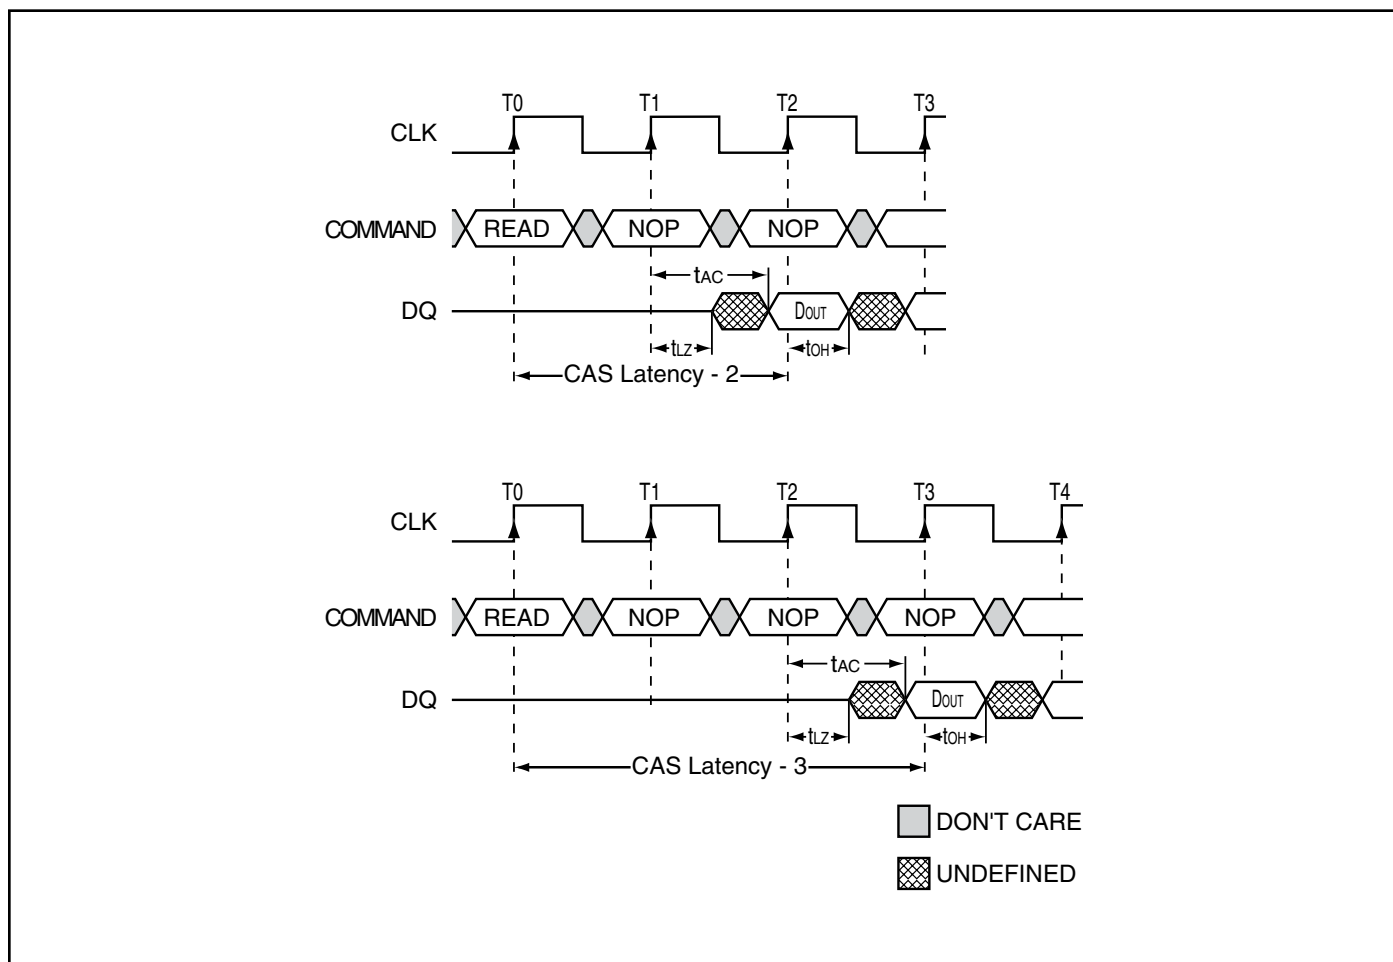 T0 T1 T2 T3
CLK
COMMAND READ NOP NOP
tAC
DQ DOUT
tLZ tOH
CAS Latency - 2
T0 T1 T2 T3 T4
CLK
COMMAND READ NOP NOP NOP
tAC
DQ DOUT
tLZ tOH
CAS Latency - 3
DON'T CARE
UNDEFINED